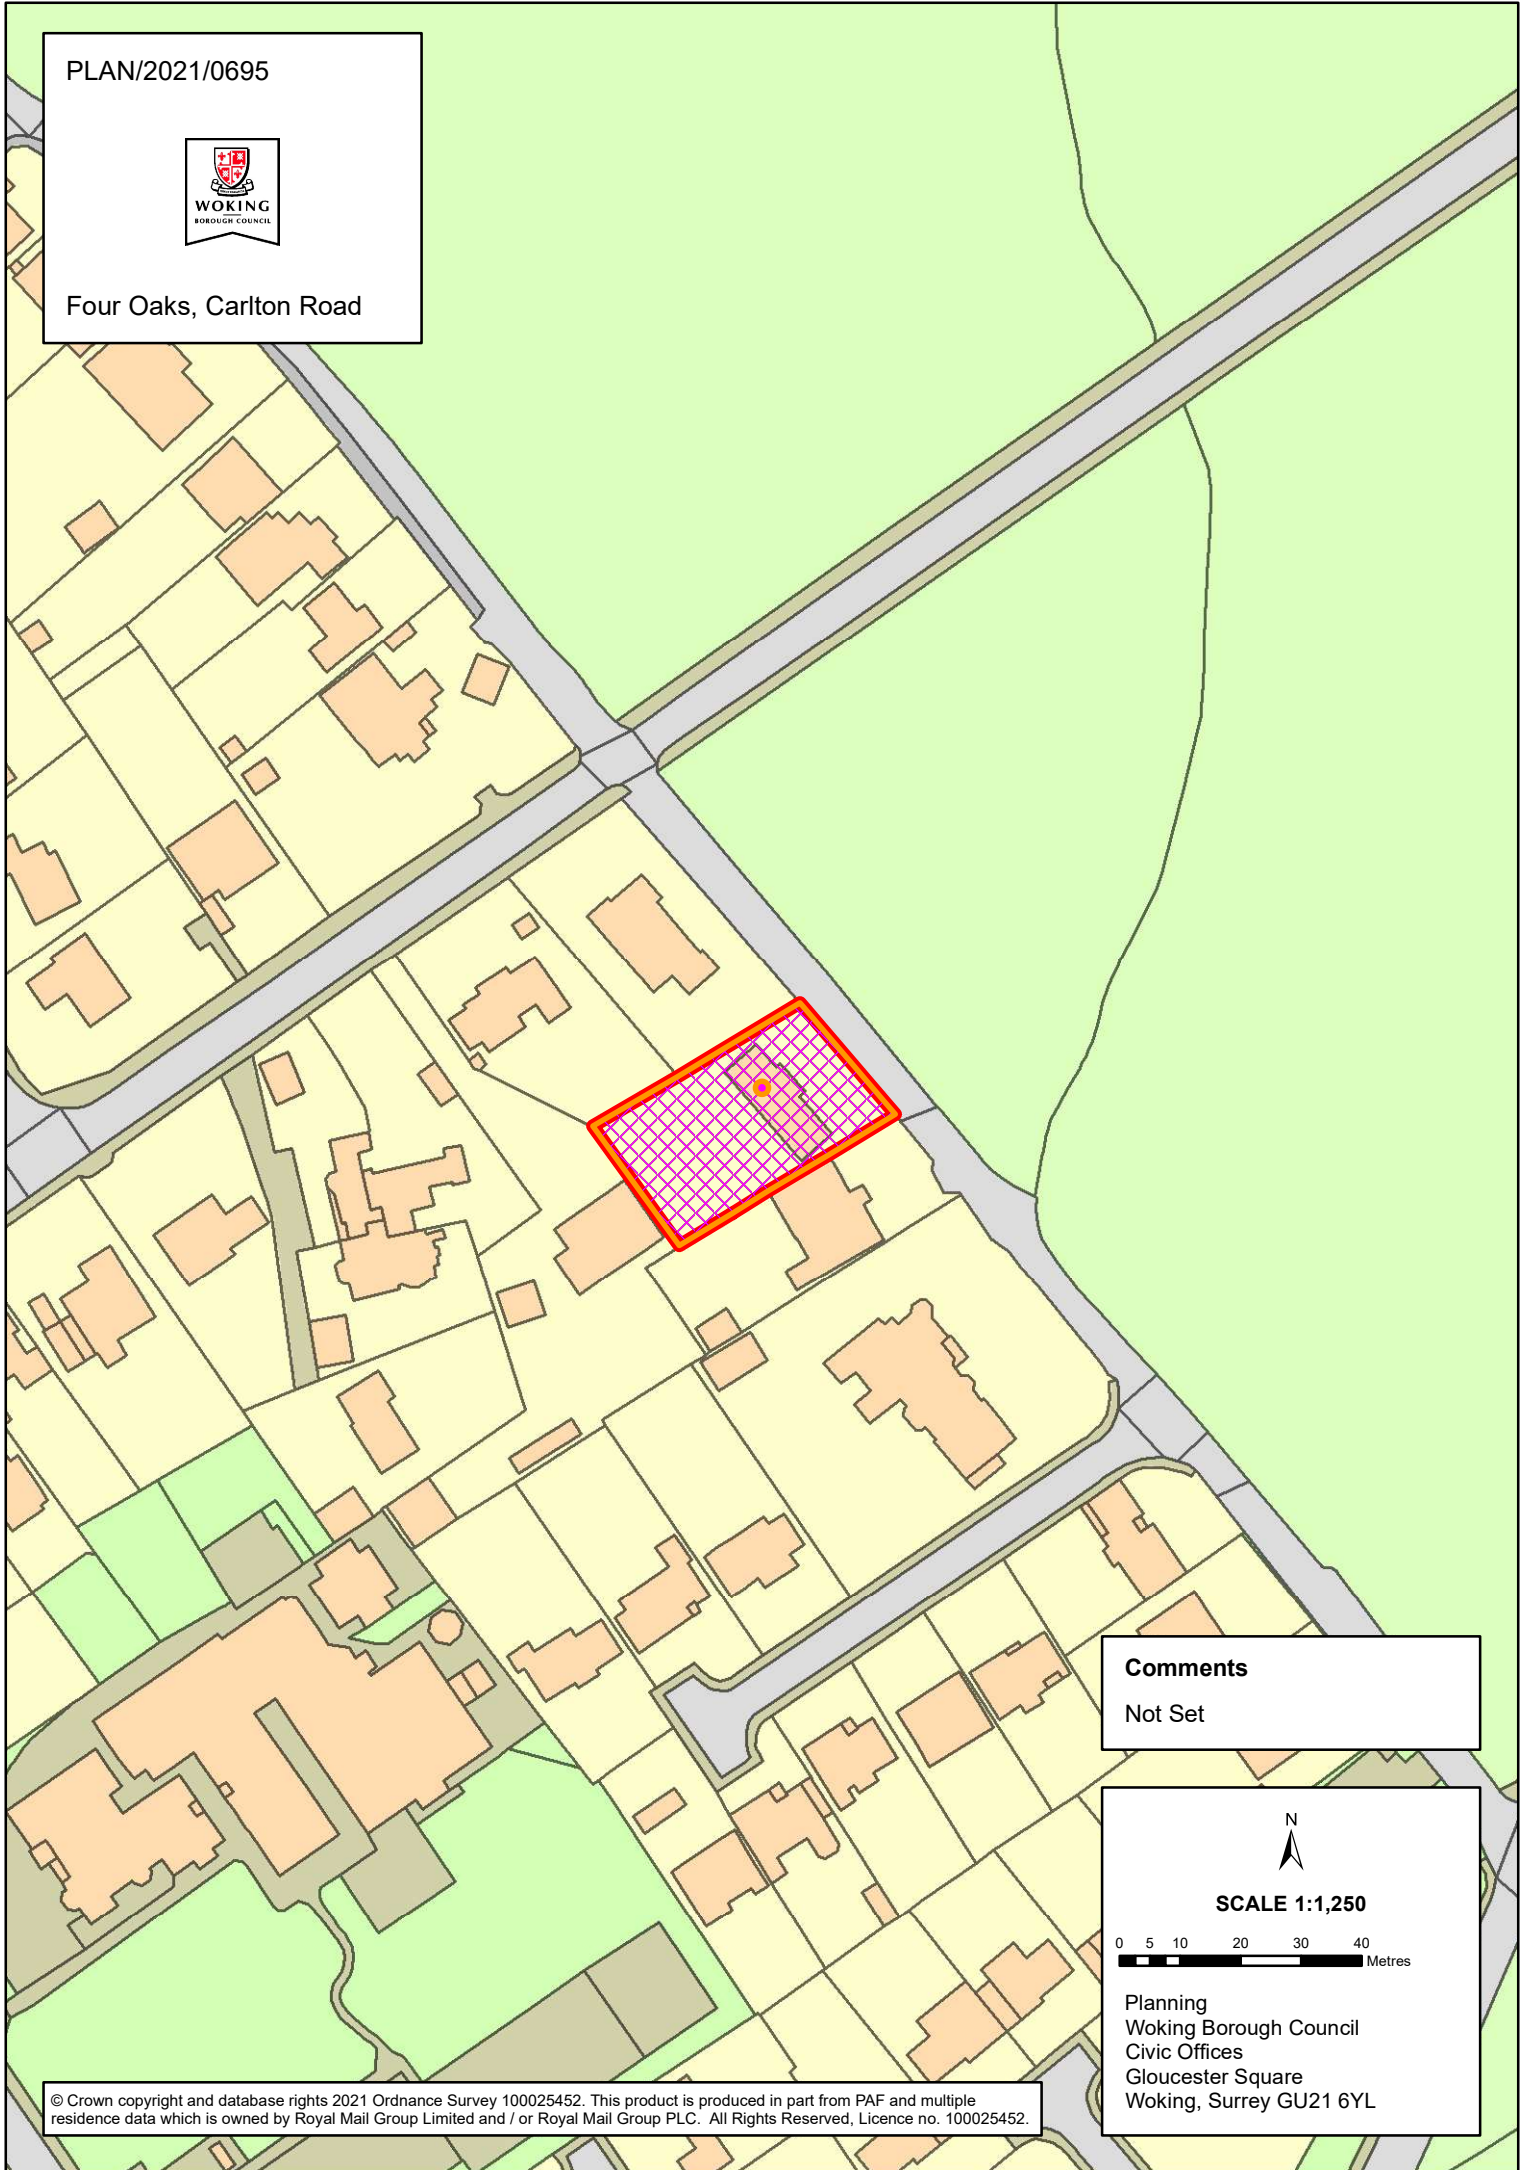 PLAN/2021/0695
WOKING
BOROUGH COUNCIL
Four Oaks, Carlton Road
Comments
Not Set
N
SCALE 1:1,250
0 5 10 20 30 40
Metres
Planning
Woking Borough Council
Civic Offices
Gloucester Square
Woking, Surrey GU21 6YL
© Crown copyright and database rights 2021 Ordnance Survey 100025452. This product is produced in part from PAF and multiple
residence data which is owned by Royal Mail Group Limited and / or Royal Mail Group PLC. All Rights Reserved, Licence no. 100025452.